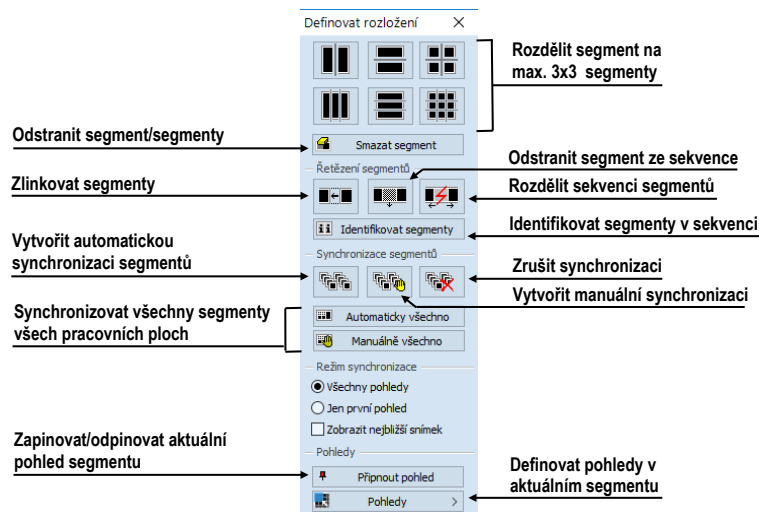 Definovat rozložení
Rozdělit segment na
max. 3x3 segmenty
Odstranit segment/segmenty
Smazat segment
Odstranit segment ze sekvence
Řetězení segmentů
Zlinkovat segmenty
Rozdělit sekvenci segmentů
Identifikovat segmenty
Identifikovat segmenty v sekvenci
Vytvořit automatickou
synchronizaci segmentů
Synchronizace segmentů
Zrušit synchronizaci
Vytvořit manuální synchronizaci
Synchronizovat všechny segmenty
všech pracovních ploch
Automaticky všechno
Manuálně všechno
Režim synchronizace
Všechny pohledy
Jen první pohled
Zobrazit nejbližší snímek
Zapinovat/odpinovat aktuální
pohled segmentu
Pohledy
Připnout pohled
Definovat pohledy v
aktuálním segmentu
Pohledy